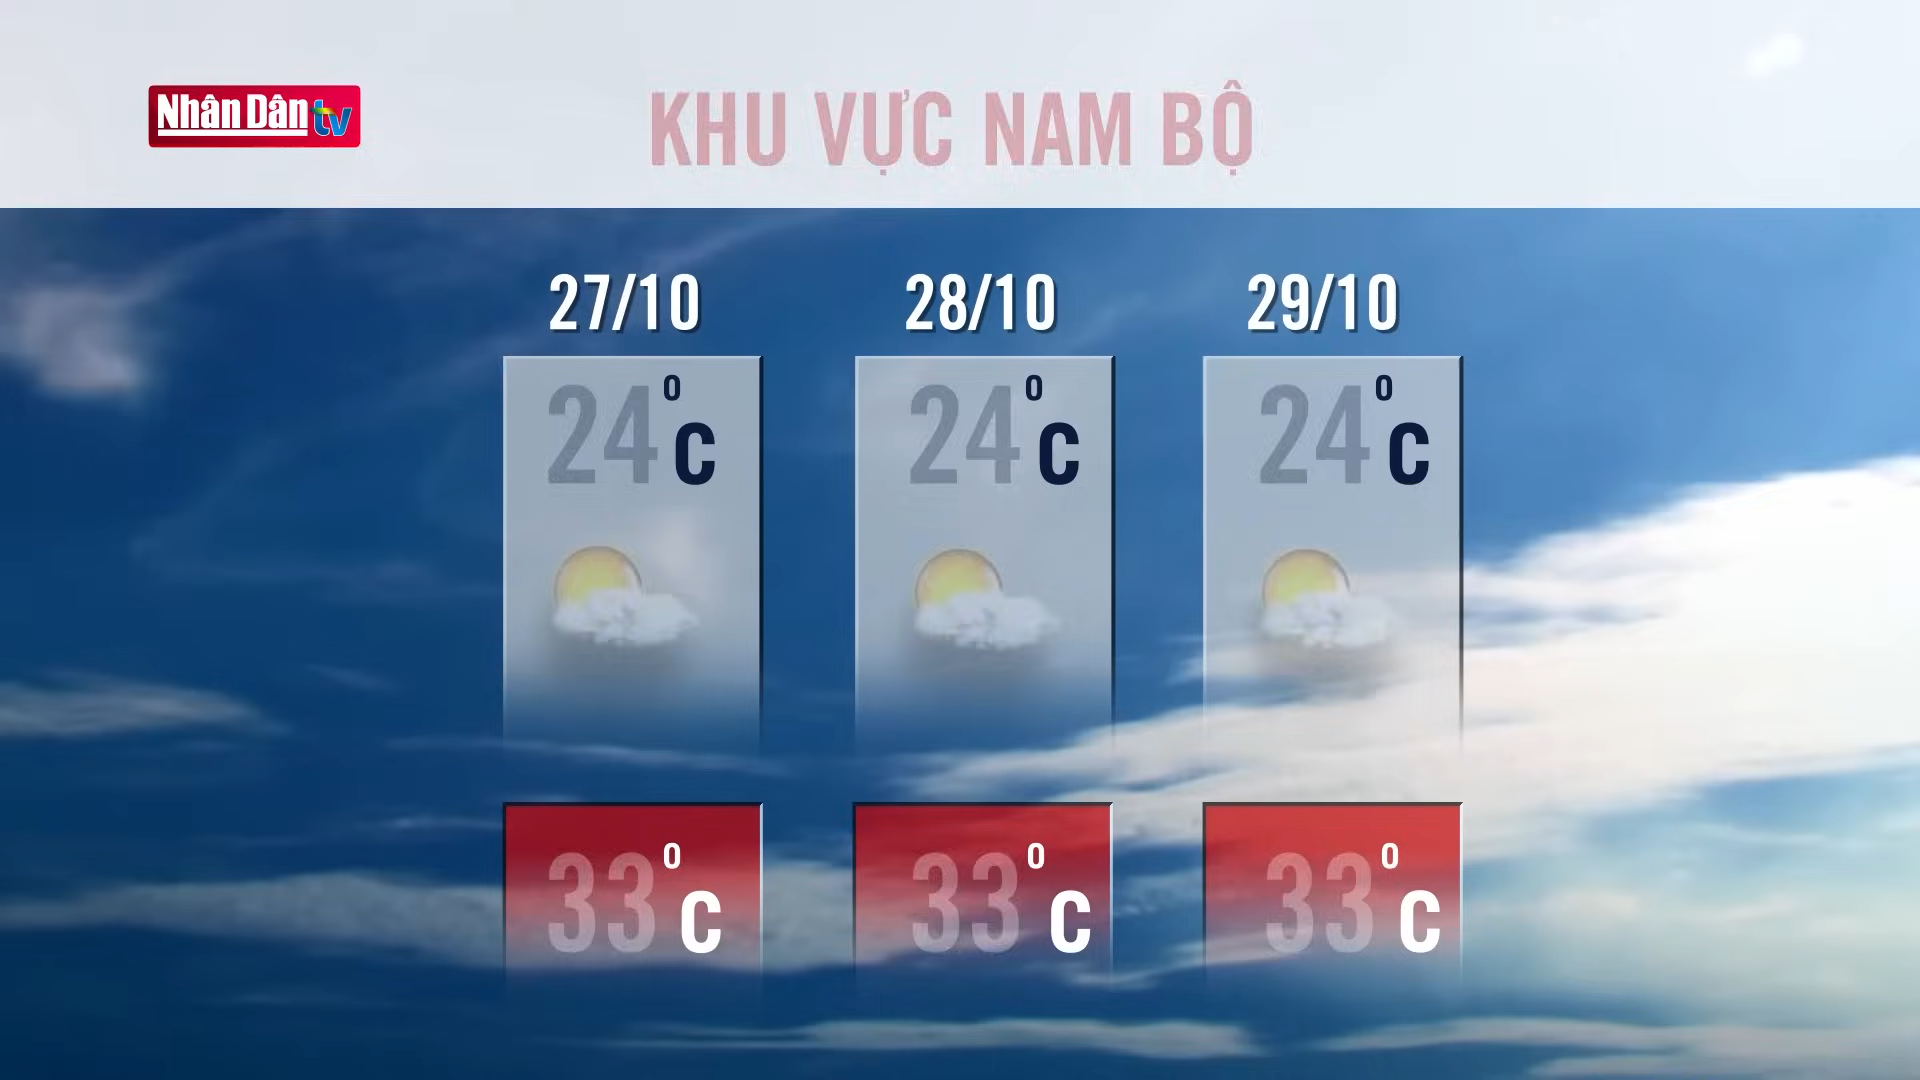 Nhân Dân tv
KHU VỰC NAM BỘ
27/10 28/10 29/10
24°C 24°C 24°C
33°C 33°C 33°C